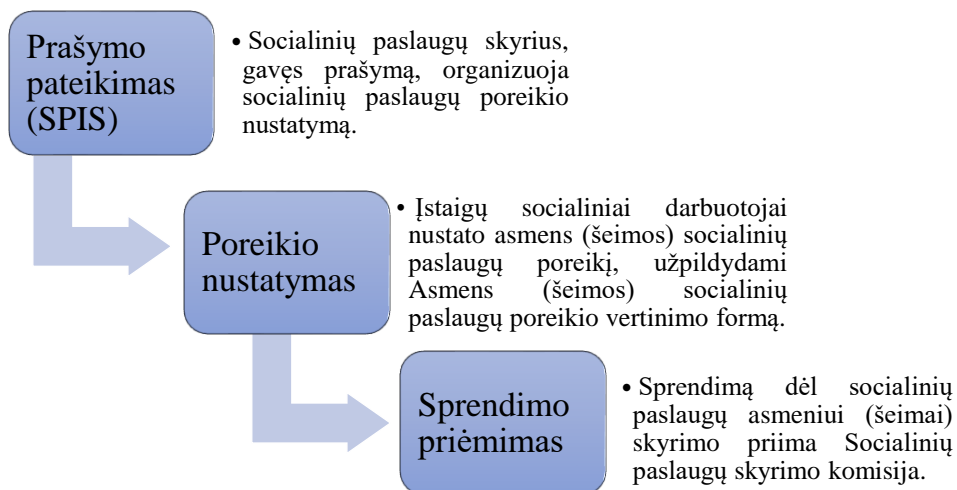 Prašymo
pateikimas
(SPIS)
• Socialinių paslaugų skyrius,
gavęs prašymą, organizuoja
socialinių paslaugų poreikio
nustatymą.
Poreikio
nustatymas
• Įstaigų socialiniai darbuotojai
nustato asmens (šeimos) socialinių
paslaugų poreikį, užpildydami
Asmens (šeimos) socialinių
paslaugų poreikio vertinimo formą.
Sprendimo
priėmimas
• Sprendimą dėl socialinių
paslaugų asmeniui (šeimai)
skyrimo priima Socialinių
paslaugų skyrimo komisija.